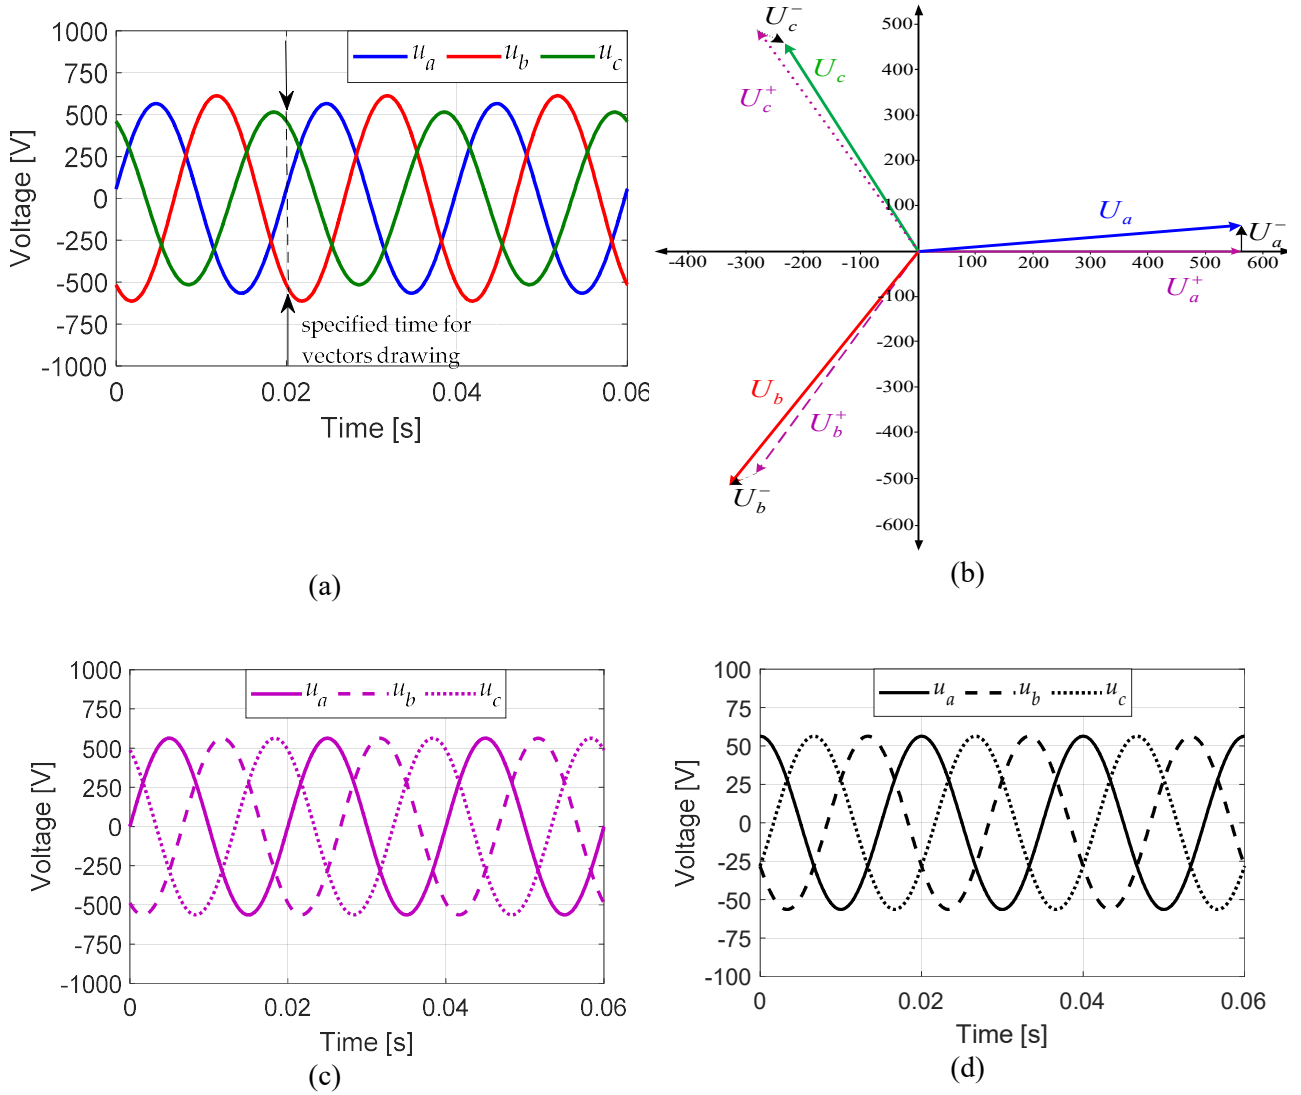 1000
750
500
250
0
-250
-500
-750
-1000
Voltage [V]
u_a u_b u_c
specified time for
vectors drawing
0 0.02 0.04 0.06
Time [s]
(a)
500
400
300
200
100
-400 -300 -200 -100 100 200 300 400 500 600
-100
-200
-300
-400
-500
-600
U_c^-
U_c
U_c^+
U_a
U_a^-
U_a^+
U_b
U_b^+
U_b^-
(b)
1000
750
500
250
0
-250
-500
-750
-1000
Voltage [V]
u_a u_b u_c
0 0.02 0.04 0.06
Time [s]
(c)
100
75
50
25
0
-25
-50
-75
-100
Voltage [V]
u_a u_b u_c
0 0.02 0.04 0.06
Time [s]
(d)